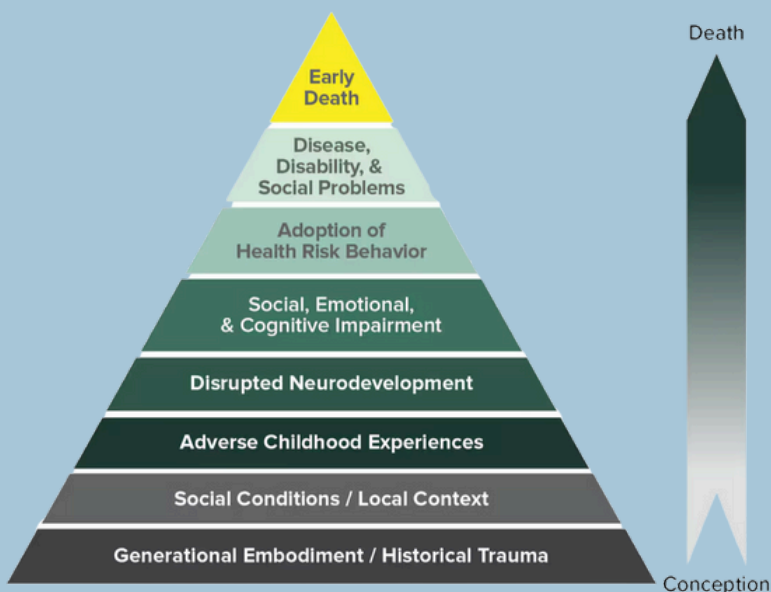 Death
Early
Death
Disease,
Disability, &
Social Problems
Adoption of
Health Risk Behavior
Social, Emotional,
& Cognitive Impairment
Disrupted Neurodevelopment
Adverse Childhood Experiences
Social Conditions / Local Context
Generational Embodiment / Historical Trauma
Conception